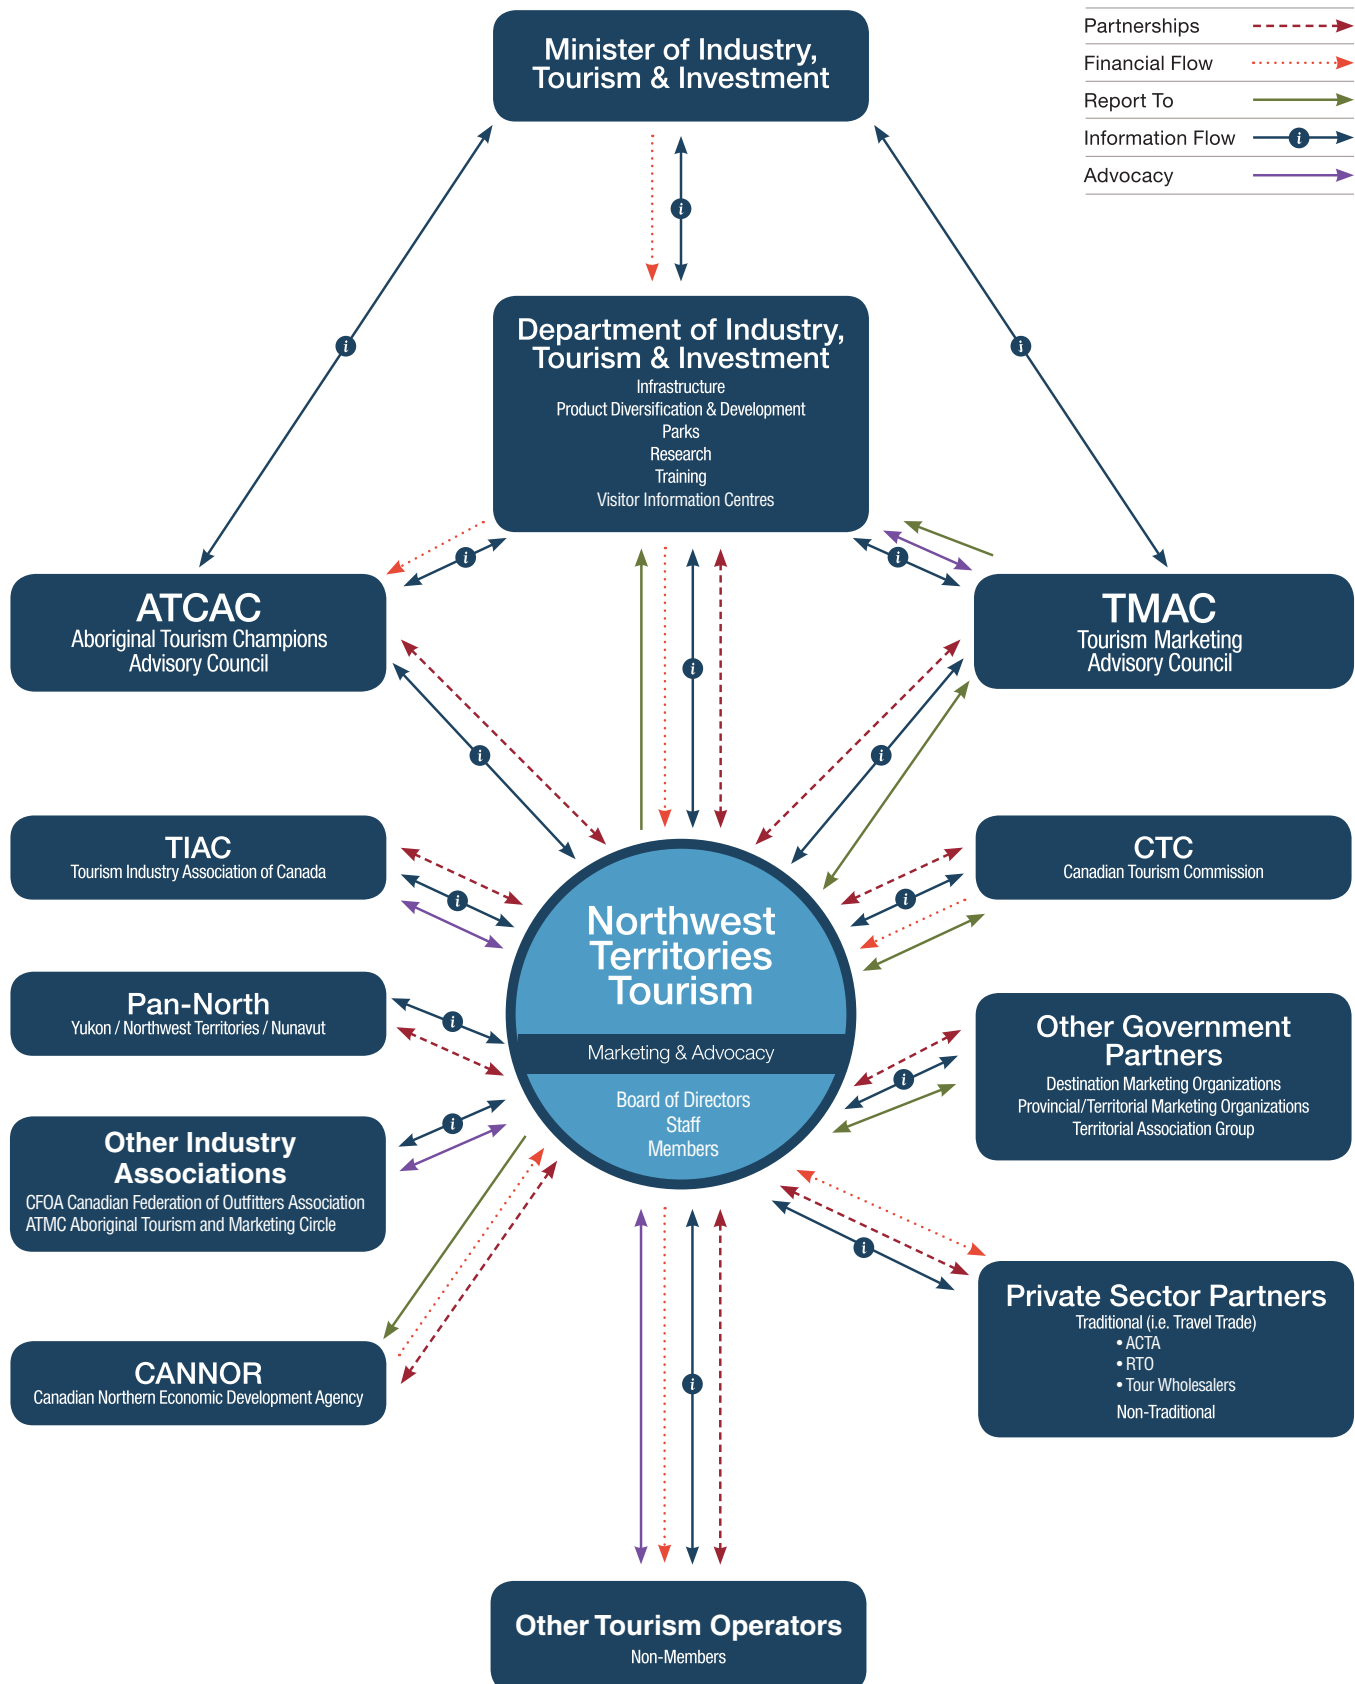 Minister of Industry,
Tourism & Investment
Partnerships
Financial Flow
Report To
Information Flow
Advocacy
Department of Industry,
Tourism & Investment
Infrastructure
Product Diversification & Development
Parks
Research
Training
Visitor Information Centres
ATCAC
Aboriginal Tourism Champions
Advisory Council
TMAC
Tourism Marketing
Advisory Council
TIAC
Tourism Industry Association of Canada
CTC
Canadian Tourism Commission
Northwest
Territories
Tourism
Marketing & Advocacy
Board of Directors
Staff
Members
Pan-North
Yukon / Northwest Territories / Nunavut
Other Government
Partners
Destination Marketing Organizations
Provincial/Territorial Marketing Organizations
Territorial Association Group
Other Industry
Associations
CFOA Canadian Federation of Outfitters Association
ATMC Aboriginal Tourism and Marketing Circle
Private Sector Partners
Traditional (i.e. Travel Trade)
• ACTA
• RTO
• Tour Wholesalers
Non-Traditional
CANNOR
Canadian Northern Economic Development Agency
Other Tourism Operators
Non-Members